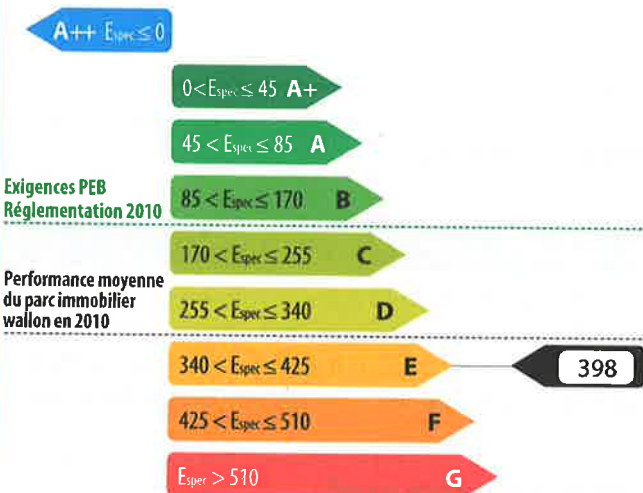 A++ Espec ≤ 0
0 < Espec ≤ 45 A+
45 < Espec ≤ 85 A
Exigences PEB
Réglementation 2010
85 < Espec ≤ 170 B
170 < Espec ≤ 255 C
Performance moyenne
du parc immobilier
wallon en 2010
255 < Espec ≤ 340 D
340 < Espec ≤ 425 E
398
425 < Espec ≤ 510 F
Espec > 510 G